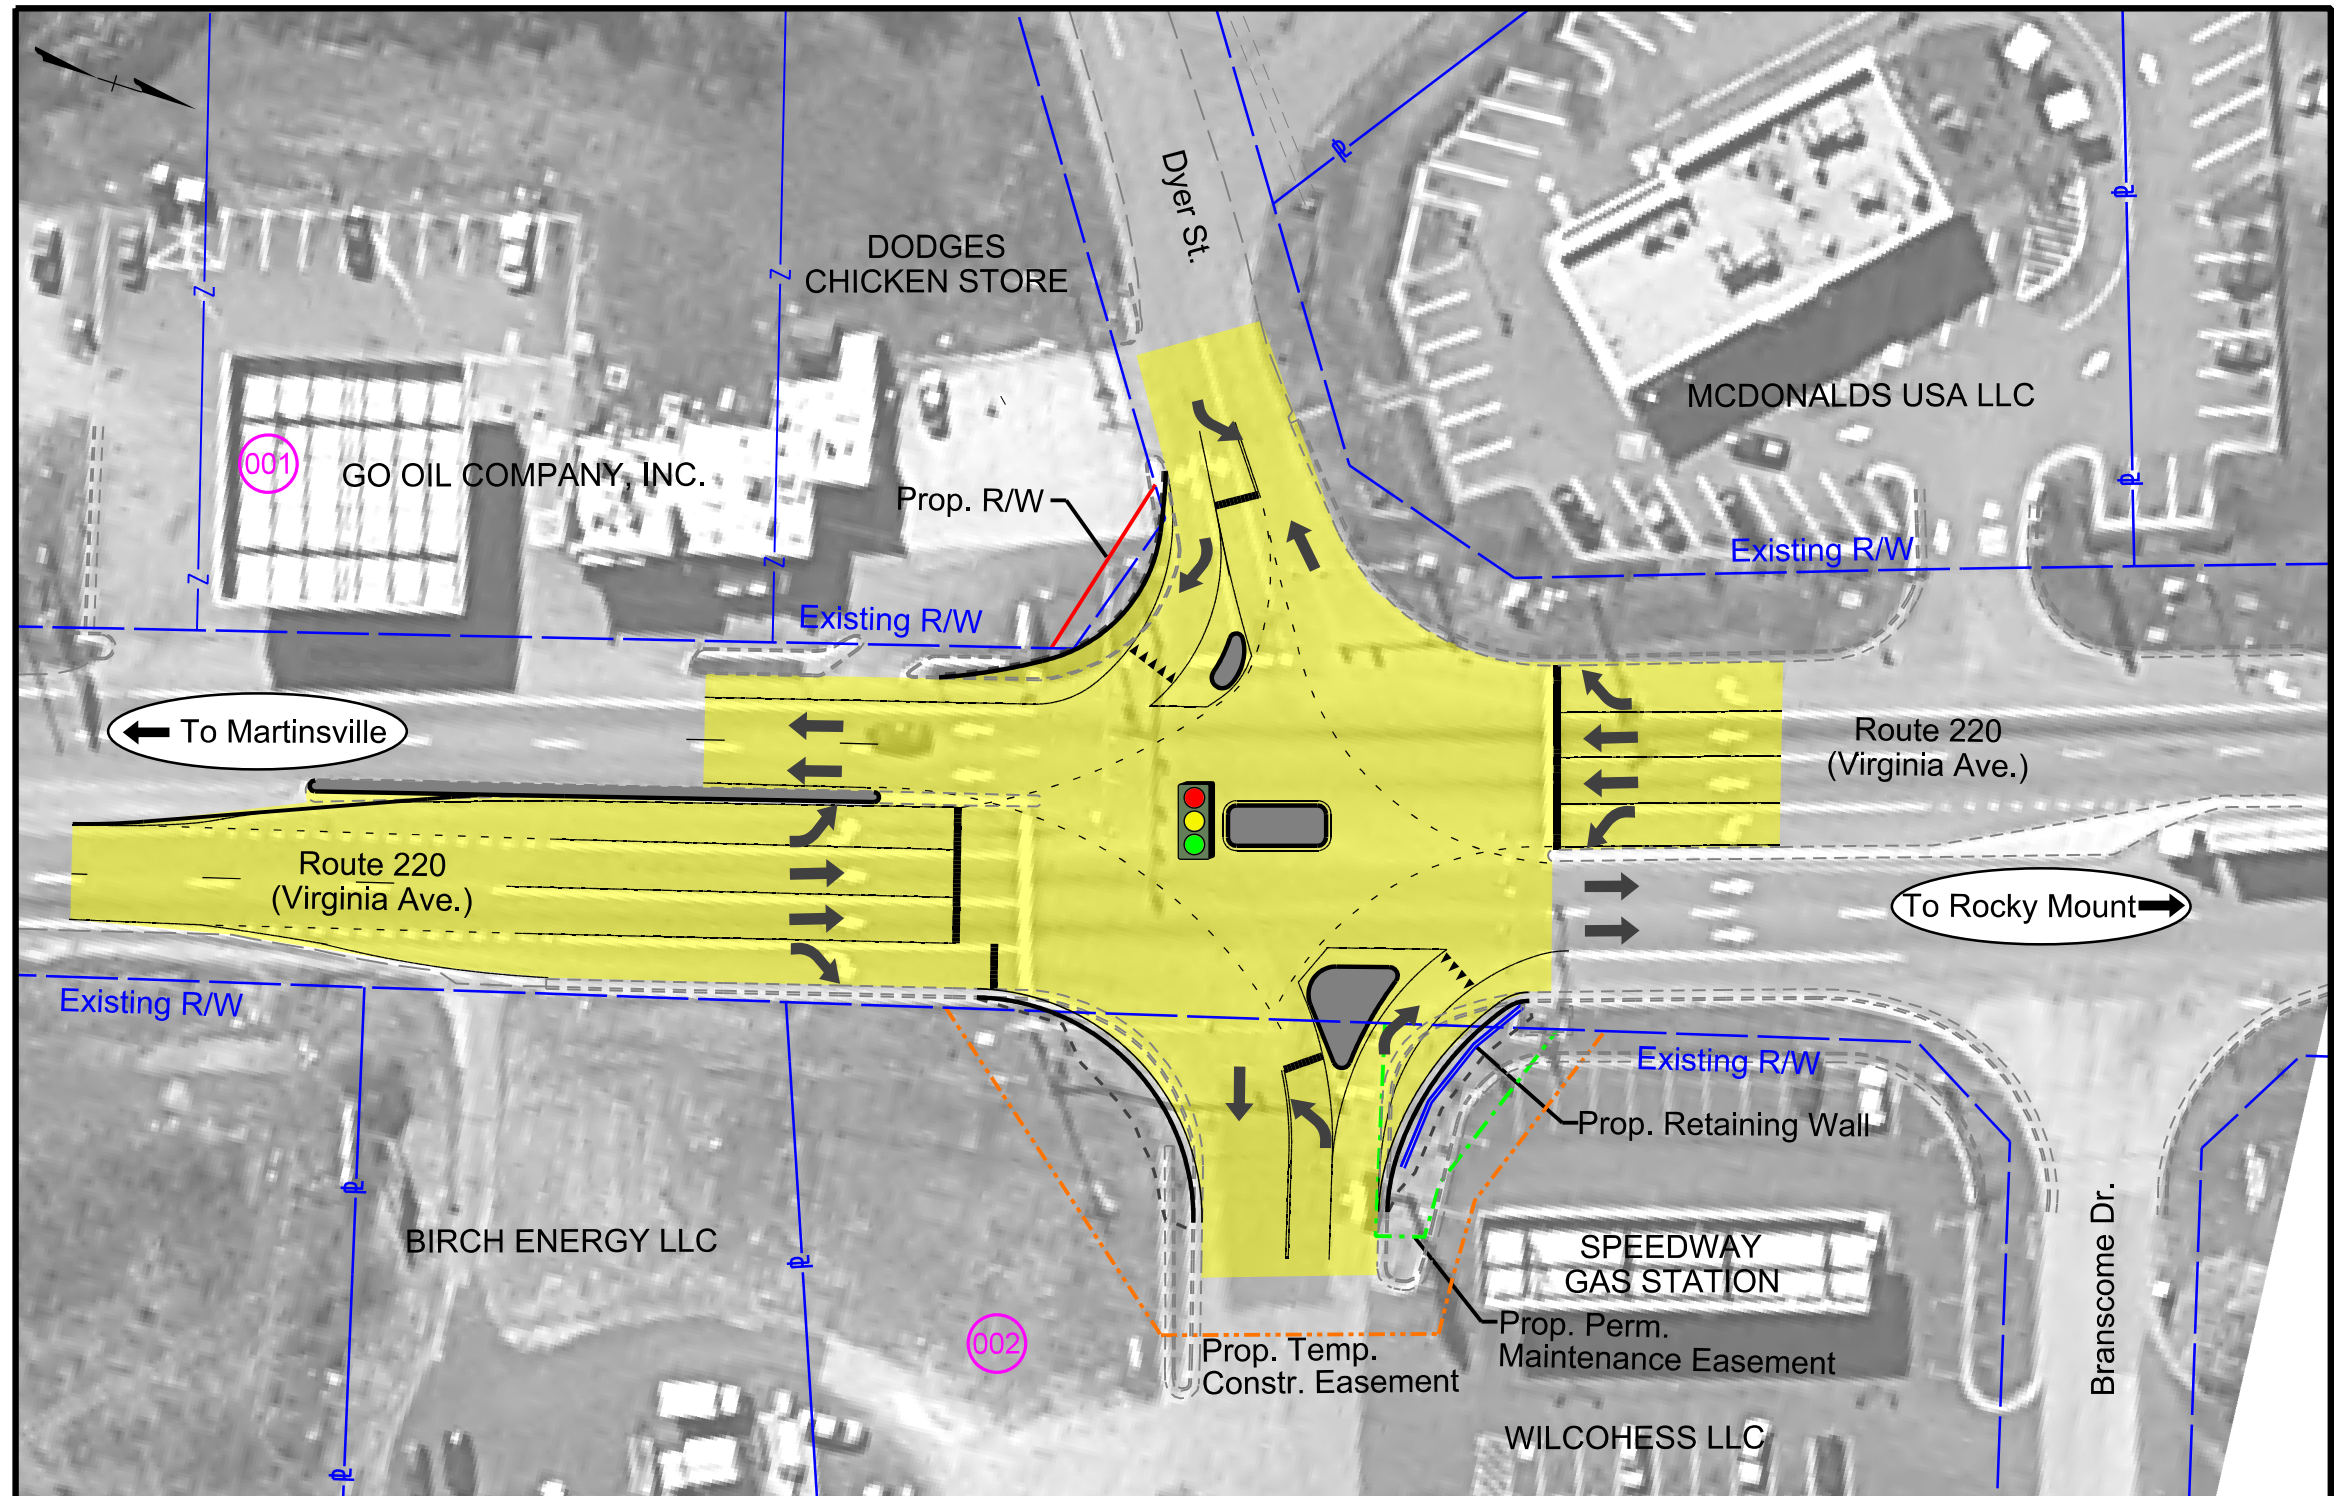 Dyer St.
DODGES
CHICKEN STORE
MCDONALDS USA LLC
001
GO OIL COMPANY, INC.
Prop. R/W
Existing R/W
Existing R/W
To Martinsville
Route 220
(Virginia Ave.)
Route 220
(Virginia Ave.)
To Rocky Mount
Existing R/W
Existing R/W
Prop. Retaining Wall
BIRCH ENERGY LLC
SPEEDWAY
GAS STATION
Branscome Dr.
002
Prop. Temp.
Constr. Easement
Prop. Perm.
Maintenance Easement
WILCOHESS LLC